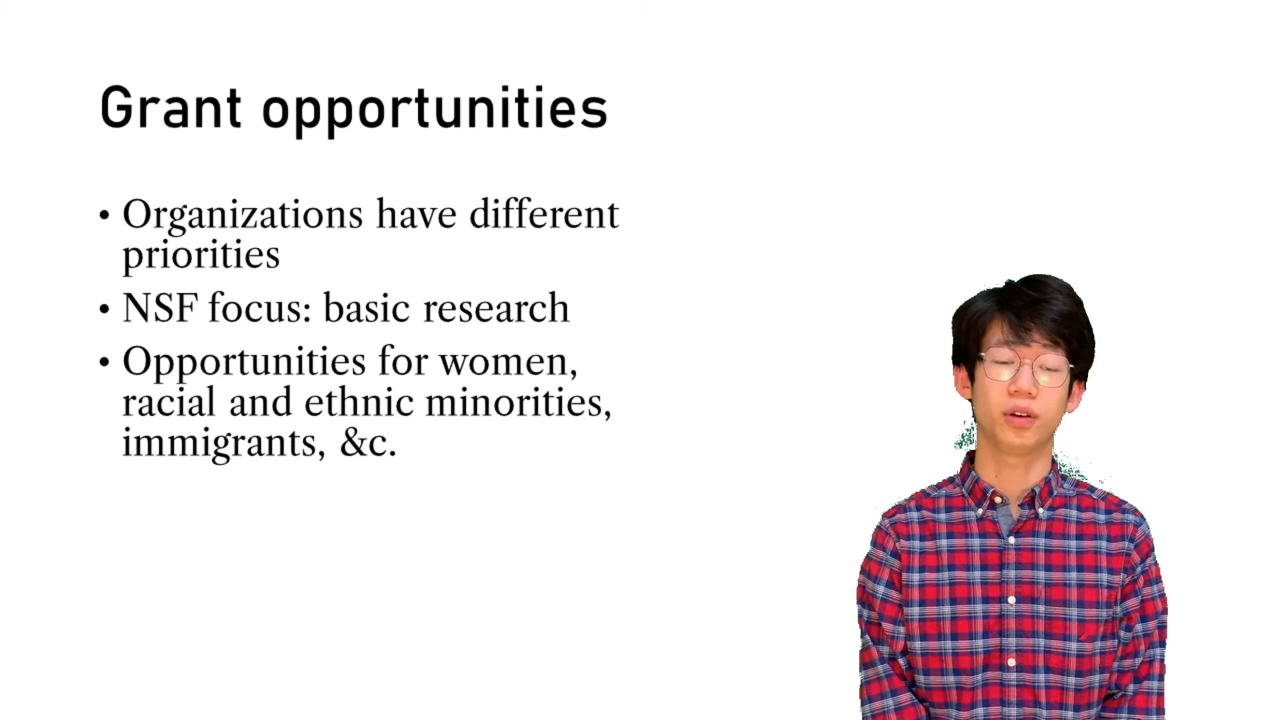 Grant opportunities
• Organizations have different
priorities
• NSF focus: basic research
• Opportunities for women,
racial and ethnic minorities,
immigrants, &c.